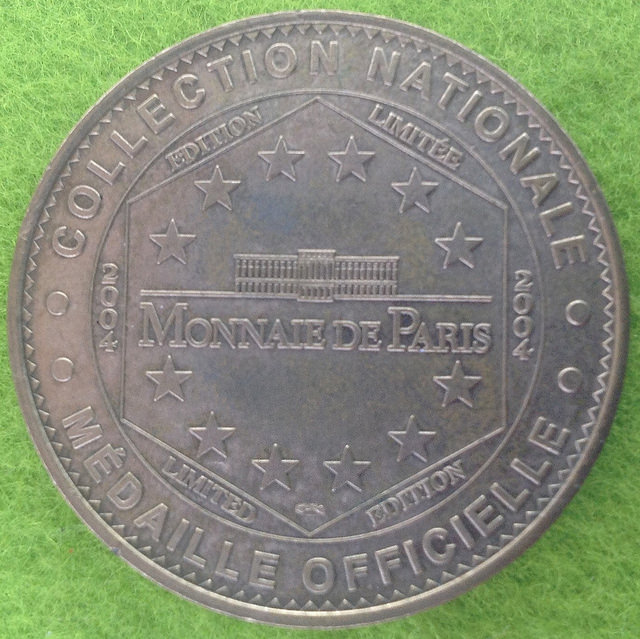 COLLECTION NATIONALE
EDITION LIMITÉE
2004
2004
MONNAIE DE PARIS
LIMITED EDITION
MÉDAILLE OFFICIELLE